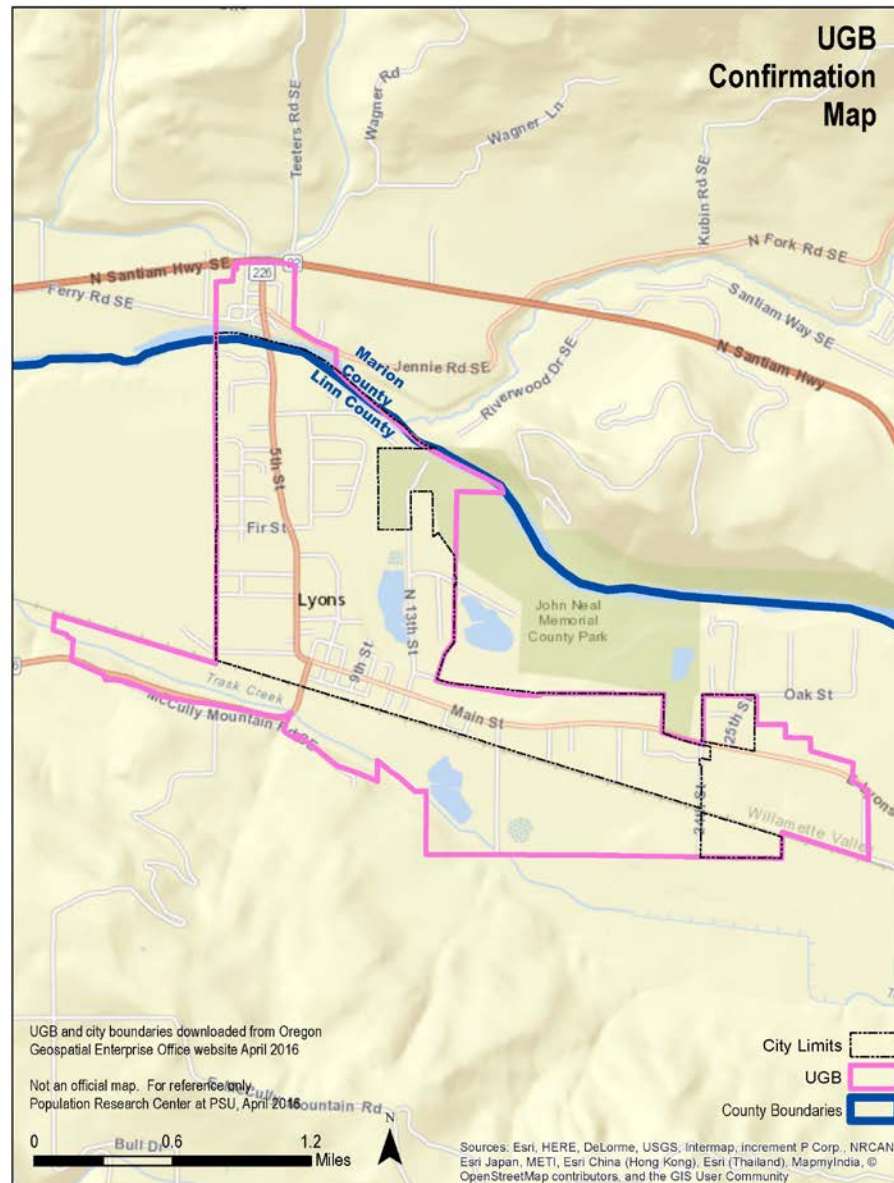 UGB
Confirmation
Map
Teeters Rd SE
Wagner Rd
Wagner Ln
Kubin Rd SE
N Fork Rd SE
N Santiam Hwy SE
226
Ferry Rd SE
Santiam Way SE
N Santiam Hwy
Marion
County
Linn County
Jennie Rd SE
Riverwood Dr SE
5th St
Fir St
Lyons
N 13th St
9th St
John Neal
Memorial
County Park
Oak St
25th St
Trask Creek
McCully Mountain Rd SE
Main St
24th St
Willamette Valley
UGB and city boundaries downloaded from Oregon
Geospatial Enterprise Office website April 2016
Not an official map. For reference only.
Population Research Center at PSU, April 2016
Mountain Rd
Bull Dr
0 0.6 1.2
Miles
N
City Limits
UGB
County Boundaries
Sources: Esri, HERE, DeLorme, USGS, Intermap, increment P Corp., NRCAN,
Esri Japan, METI, Esri China (Hong Kong), Esri (Thailand), MapmyIndia, ©
OpenStreetMap contributors, and the GIS User Community